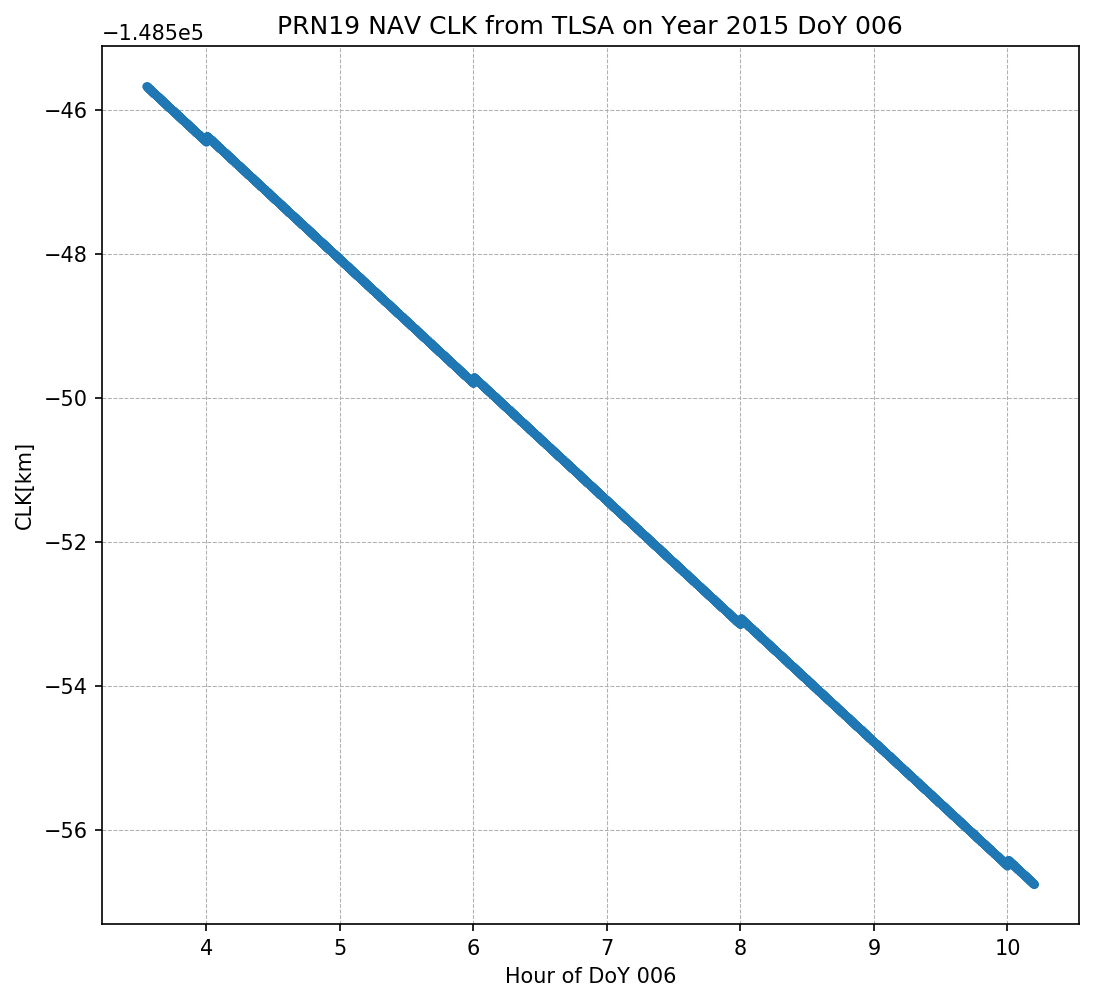 PRN19 NAV CLK from TLSA on Year 2015 DoY 006
−1.485e5
−46
−48
−50
−52
−54
−56
CLK[km]
4 5 6 7 8 9 10
Hour of DoY 006